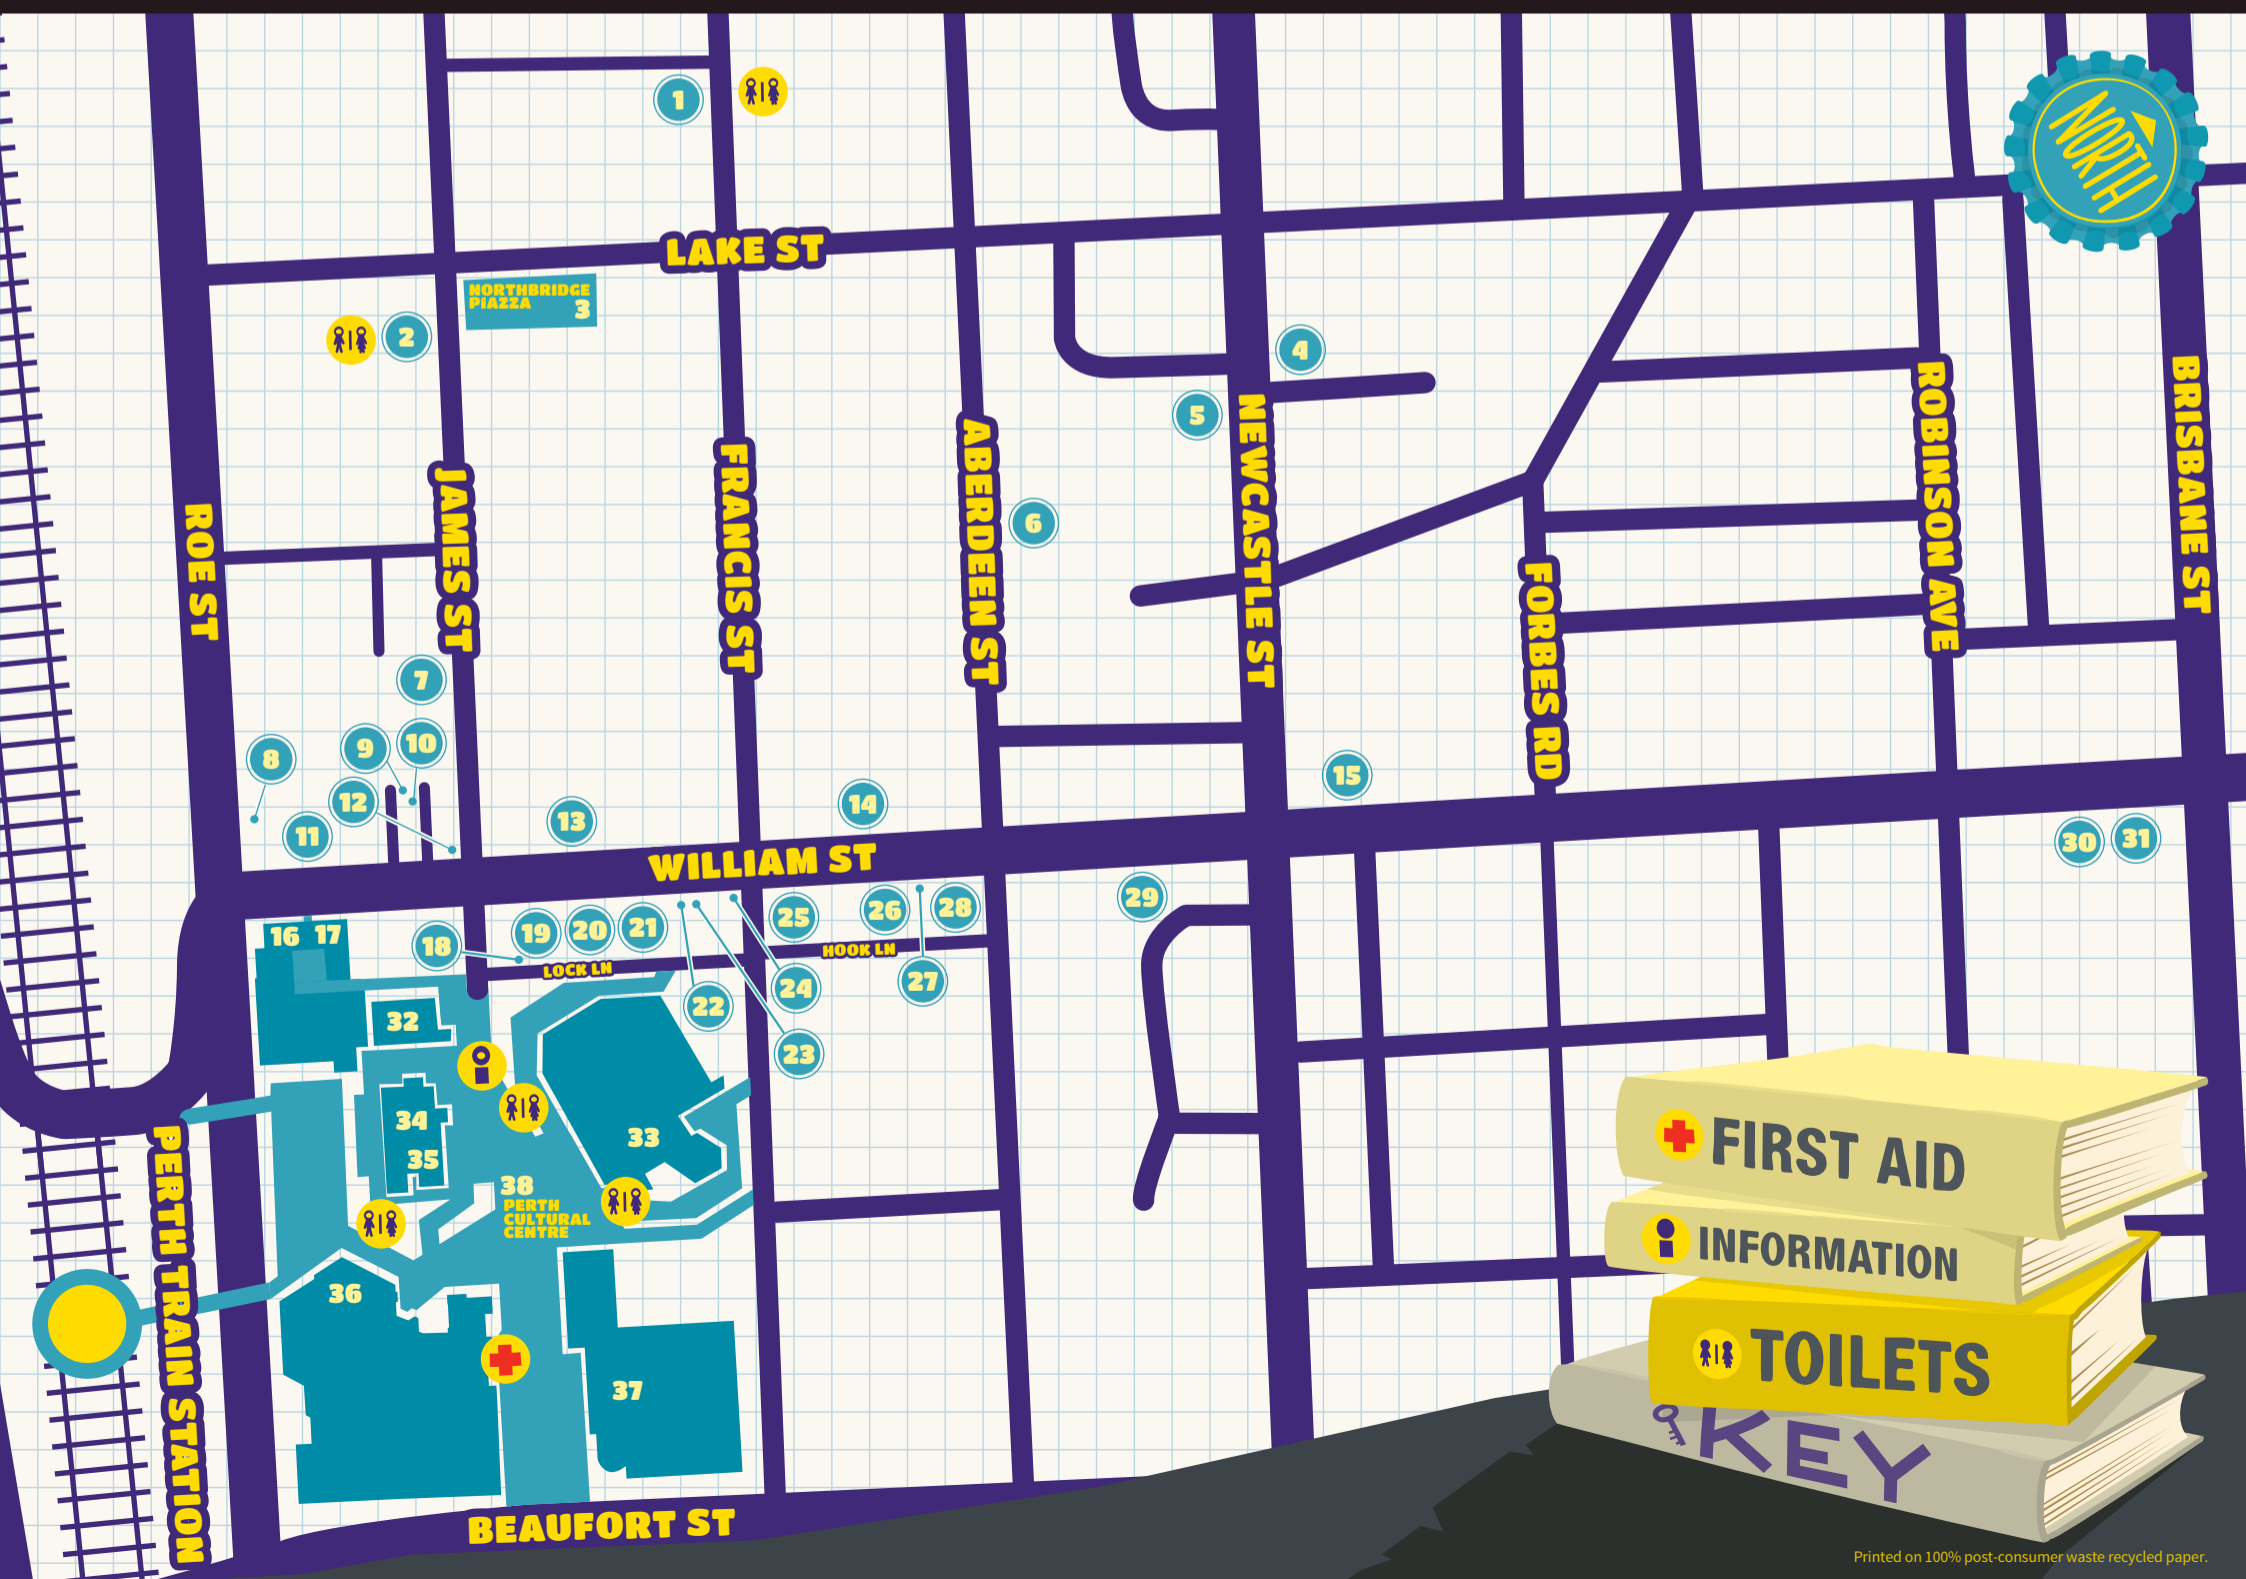 1
NORTH
LAKE ST
NORTHBRIDGE
PIAZZA
3
2
4
5
ROE ST
JAMES ST
FRANCIS ST
ABERDEEN ST
NEWCASTLE ST
FORBES RD
ROBINSON AVE
BRISBANE ST
6
7
8
9
10
11
12
13
14
15
WILLIAM ST
30
31
16 17
18
19
20
21
25
26
28
29
LOCK LN
HOOK LN
22
24
27
23
32
33
34
35
38
PERTH
CULTURAL
CENTRE
36
37
PERTH TRAIN STATION
BEAUFORT ST
FIRST AID
INFORMATION
TOILETS
KEY
Printed on 100% post-consumer waste recycled paper.